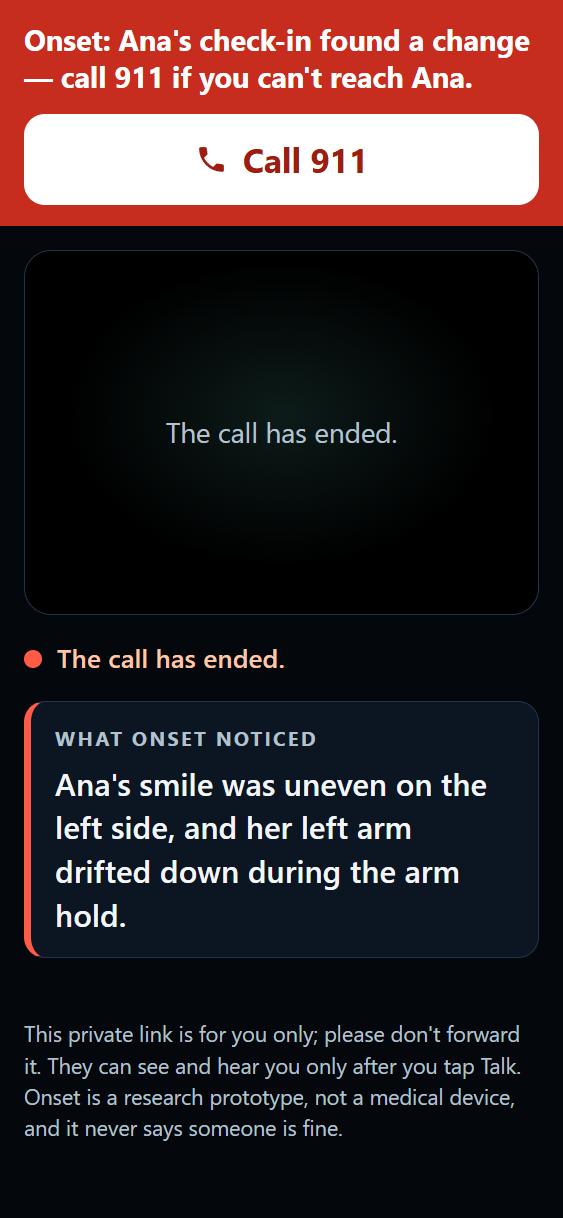 Onset: Ana's check-in found a change
— call 911 if you can't reach Ana.
Call 911
The call has ended.
The call has ended.
WHAT ONSET NOTICED
Ana's smile was uneven on the
left side, and her left arm
drifted down during the arm
hold.
This private link is for you only; please don't forward
it. They can see and hear you only after you tap Talk.
Onset is a research prototype, not a medical device,
and it never says someone is fine.